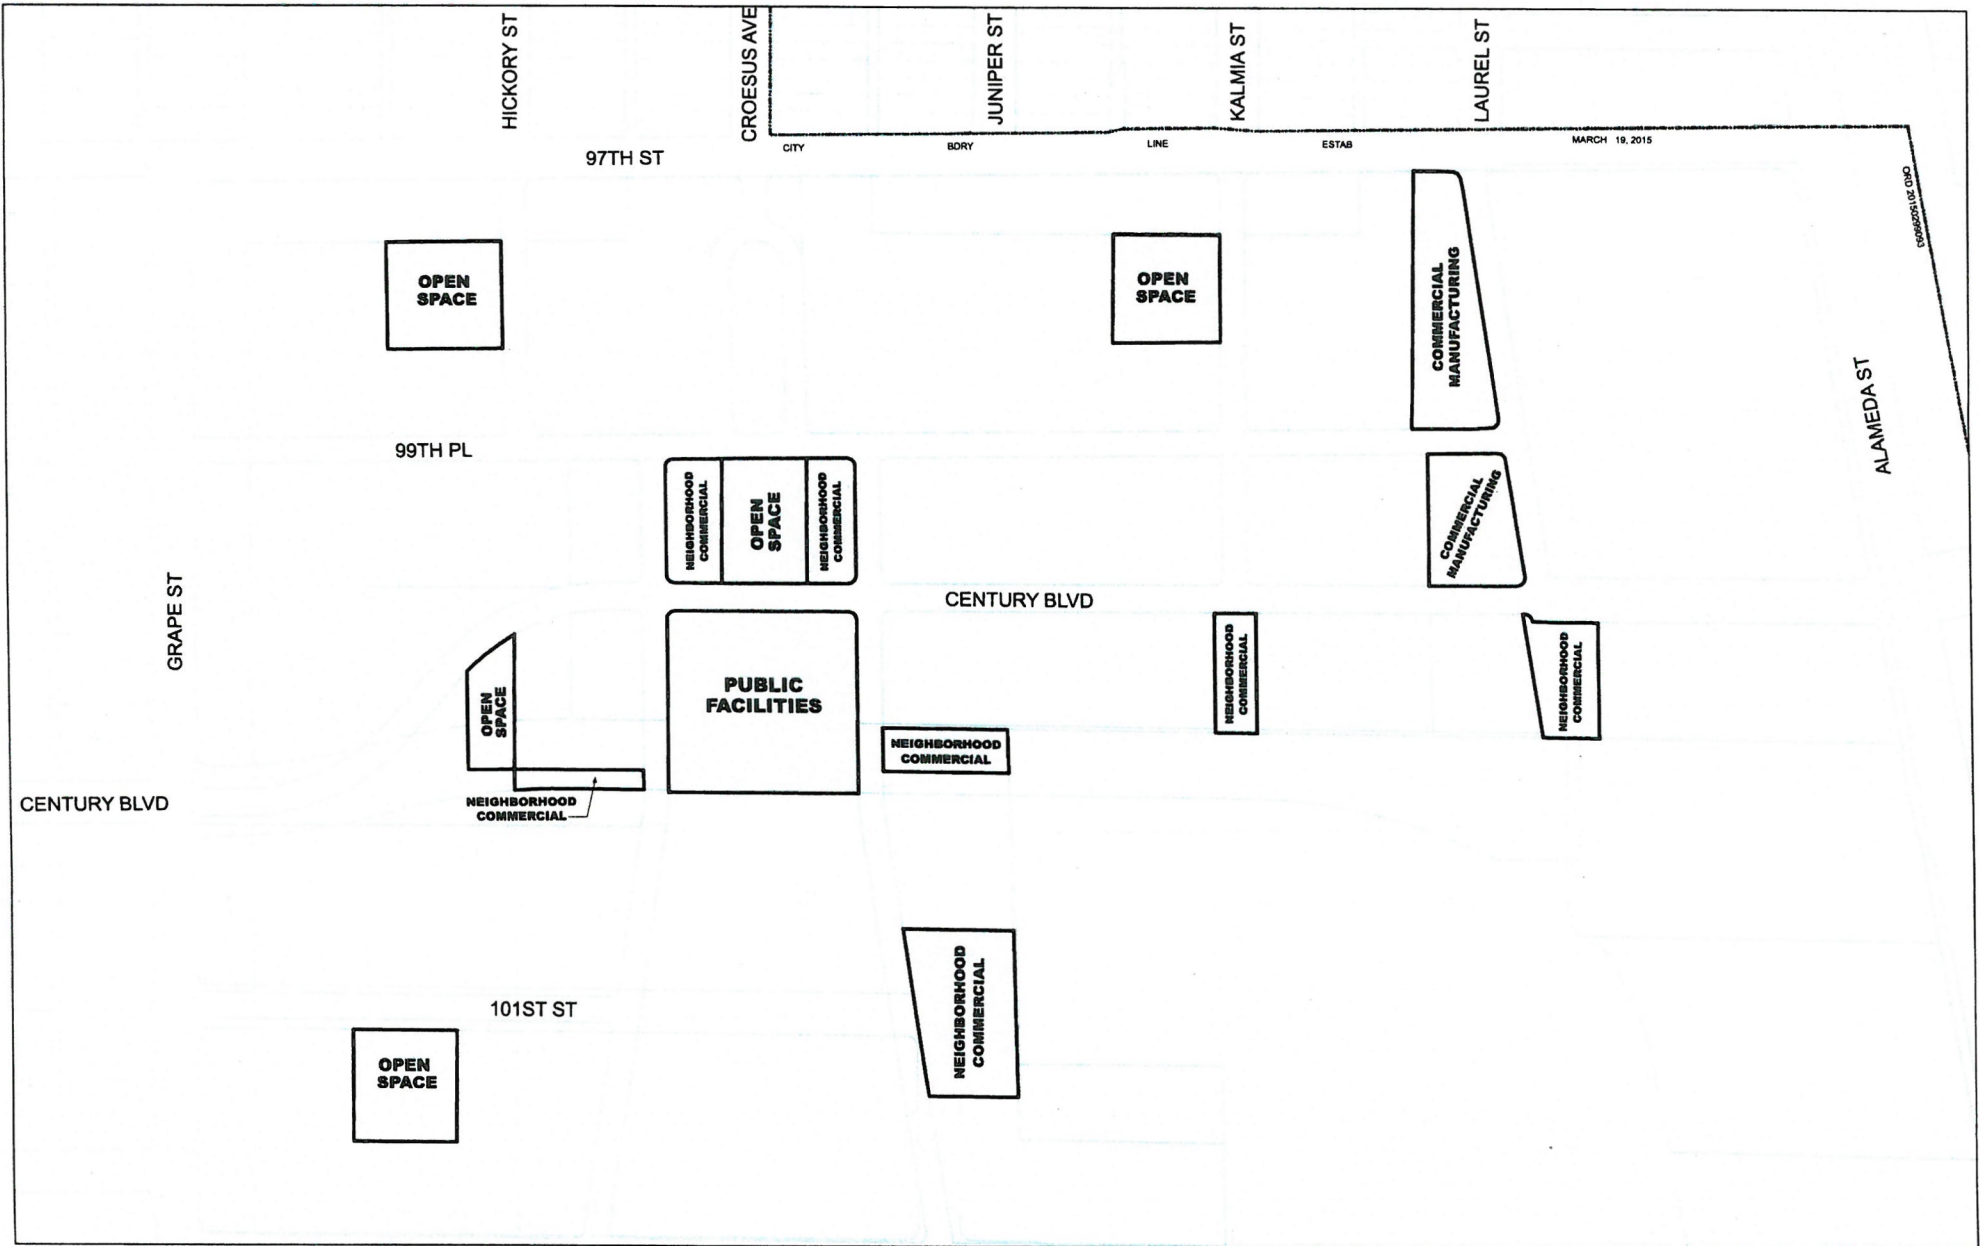 HICKORY ST
CROESUS AVE
JUNIPER ST
KALMIA ST
LAUREL ST
97TH ST
CITY BDRY LINE ESTAB MARCH 19, 2015
ORD 20150299093
OPEN
SPACE
OPEN
SPACE
COMMERCIAL
MANUFACTURING
ALAMEDA ST
99TH PL
NEIGHBORHOOD
COMMERCIAL
OPEN
SPACE
NEIGHBORHOOD
COMMERCIAL
COMMERCIAL
MANUFACTURING
GRAPE ST
CENTURY BLVD
OPEN
SPACE
PUBLIC
FACILITIES
NEIGHBORHOOD
COMMERCIAL
NEIGHBORHOOD
COMMERCIAL
NEIGHBORHOOD
COMMERCIAL
CENTURY BLVD
NEIGHBORHOOD
COMMERCIAL
NEIGHBORHOOD
COMMERCIAL
101ST ST
OPEN
SPACE